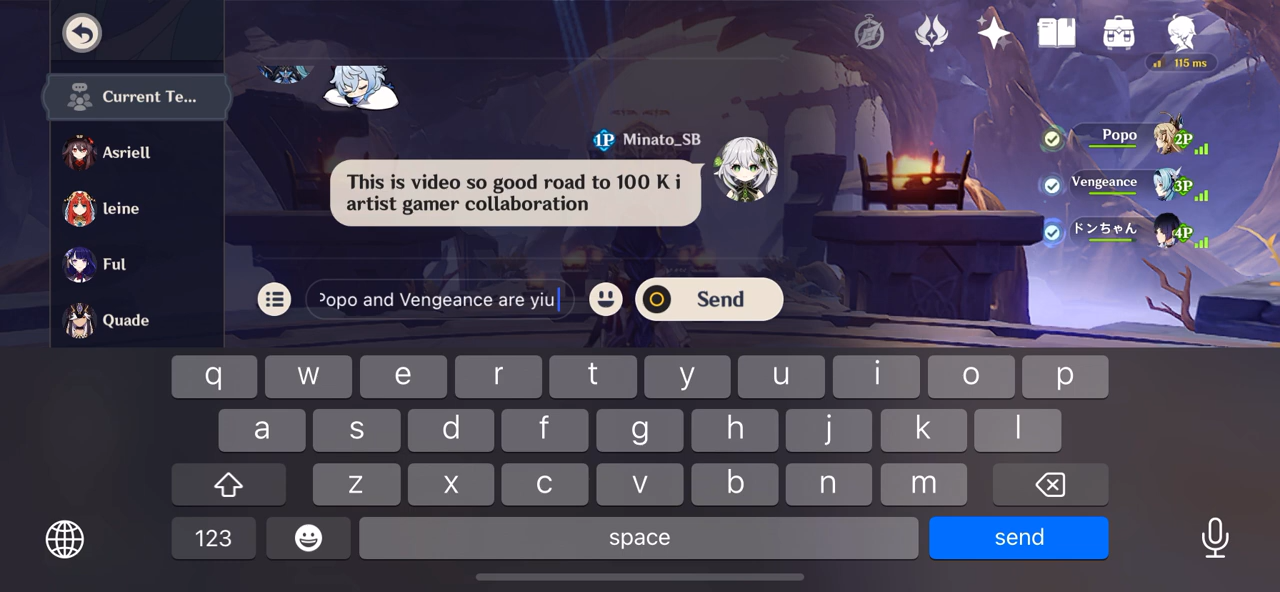 115 ms
Current Te...
Asriell
leine
Ful
Quade
1P Minato_SB
This is video so good road to 100 K i
artist gamer collaboration
Popo 2P
Vengeance 3P
ドンちゃん 4P
Popo and Vengeance are yiu
Send
q w e r t y u i o p
a s d f g h j k l
z x c v b n m
123 space send